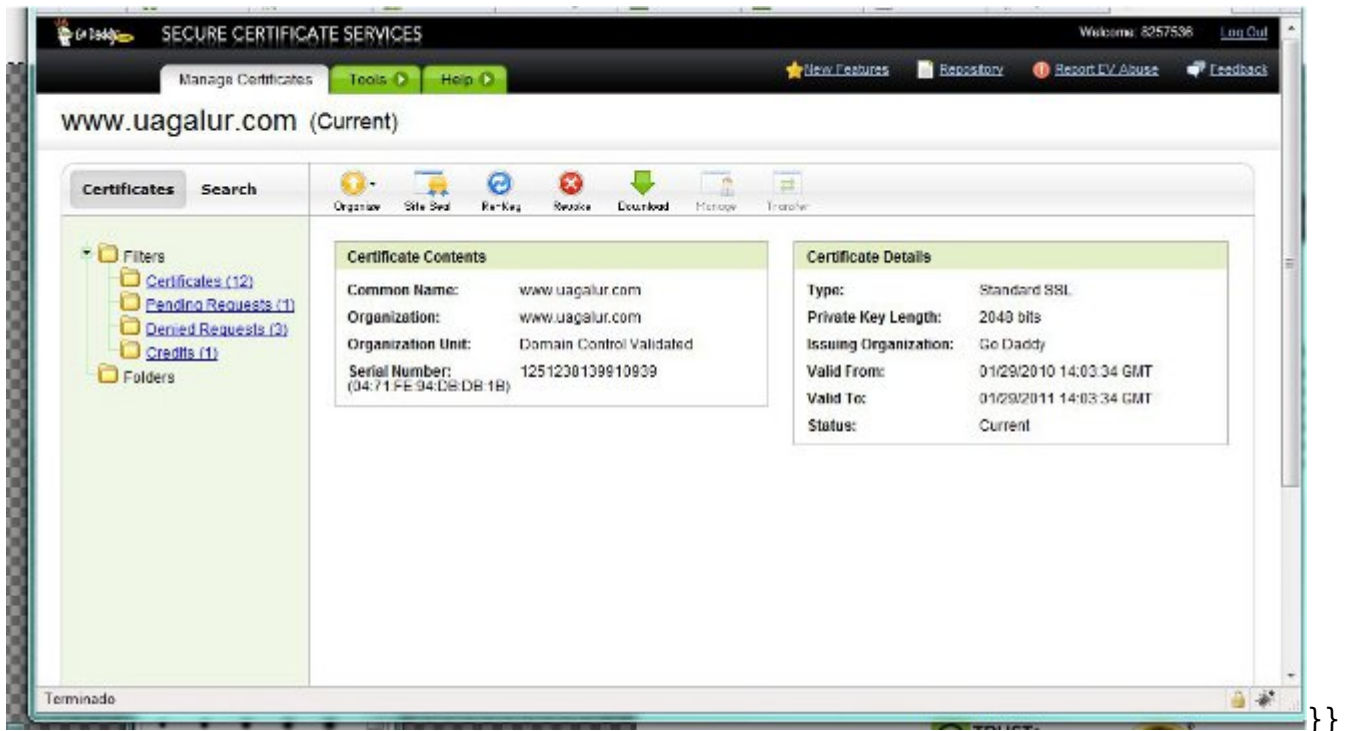 Go Daddy SECURE CERTIFICATE SERVICES Welcome: 8257536 Log Out
Manage Certificates Tools Help New Features Repository Report EV Abuse Feedback
www.uagalur.com (Current)
Certificates Search
Organize Site Seal Re-Key Revoke Download Manage Transfer
Filters
Certificates (12)
Pending Requests (1)
Denied Requests (3)
Credits (1)
Folders
Certificate Contents
Common Name: www.uagalur.com
Organization: www.uagalur.com
Organization Unit: Domain Control Validated
Serial Number: 1251238139910939
(04:71:FE:94:DB:DB:1B)
Certificate Details
Type: Standard SSL
Private Key Length: 2048 bits
Issuing Organization: Go Daddy
Valid From: 01/29/2010 14:03:34 GMT
Valid To: 01/29/2011 14:03:34 GMT
Status: Current
Terminado
}}